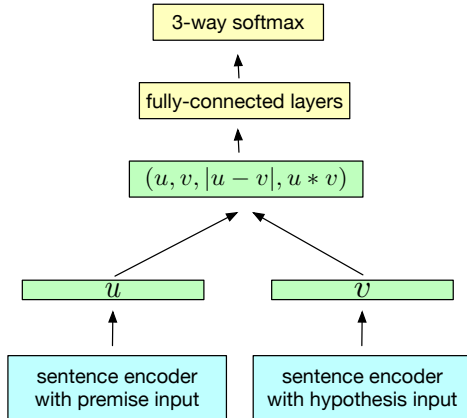 3-way softmax
fully-connected layers
(u, v, |u − v|, u * v)
u
v
sentence encoder
with premise input
sentence encoder
with hypothesis input